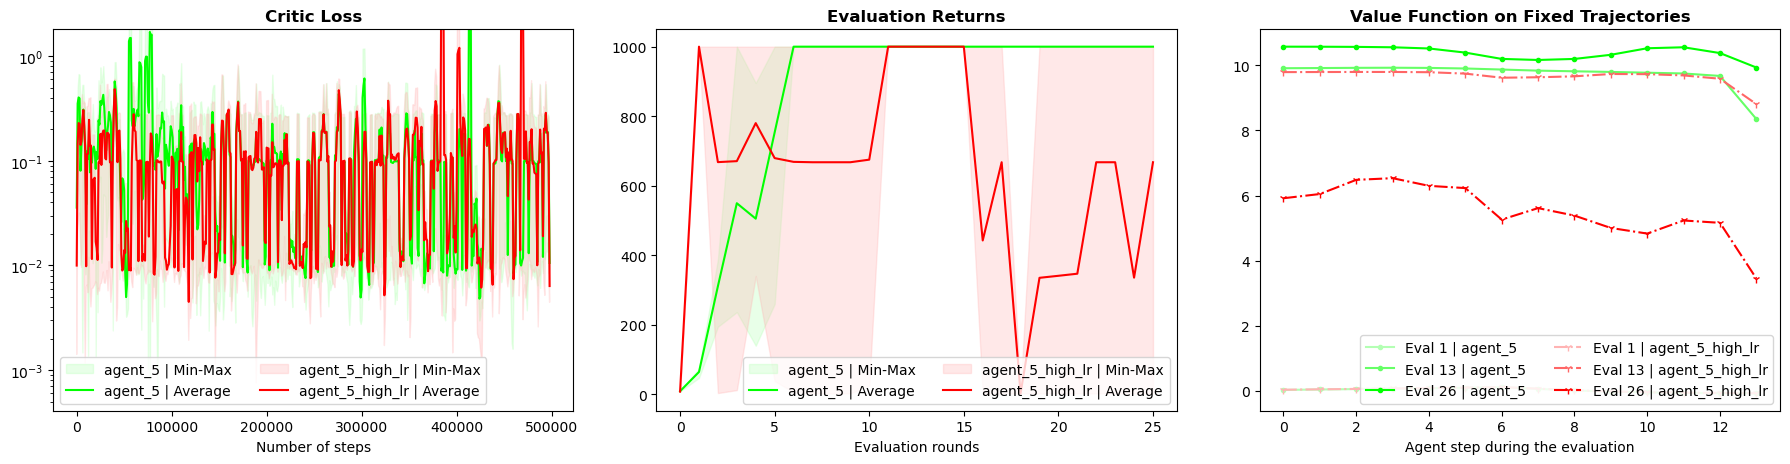 Critic Loss
10⁰
10⁻¹
10⁻²
10⁻³
agent_5 | Min-Max
agent_5 | Average
agent_5_high_lr | Min-Max
agent_5_high_lr | Average
0 100000 200000 300000 400000 500000
Number of steps
Evaluation Returns
1000
800
600
400
200
0
agent_5 | Min-Max
agent_5 | Average
agent_5_high_lr | Min-Max
agent_5_high_lr | Average
0 5 10 15 20 25
Evaluation rounds
Value Function on Fixed Trajectories
10
8
6
4
2
0
Eval 1 | agent_5
Eval 13 | agent_5
Eval 26 | agent_5
Eval 1 | agent_5_high_lr
Eval 13 | agent_5_high_lr
Eval 26 | agent_5_high_lr
0 2 4 6 8 10 12
Agent step during the evaluation